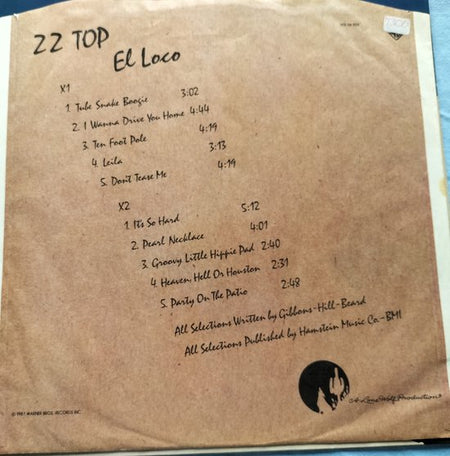 ZZ TOP
El Loco
X1
1 Tube Snake Boogie 3:02
2. I Wanna Drive You Home 4:44
3. Ten Foot Pole 4:19
4. Leila 3:13
5. Don't Tease Me 4:19
X2
1. It's So Hard 5:12
2. Pearl Necklace 4:01
3. Groovy Little Hippie Pad 2:40
4. Heaven, Hell Or Houston 2:31
5. Party On The Patio 2:48
All Selections Written by Gibbons-Hill-Beard
All Selections Published by Hamstein Music Co.-BMI
A Lone Wolf Production
© 1981 WARNER BROS. RECORDS INC.